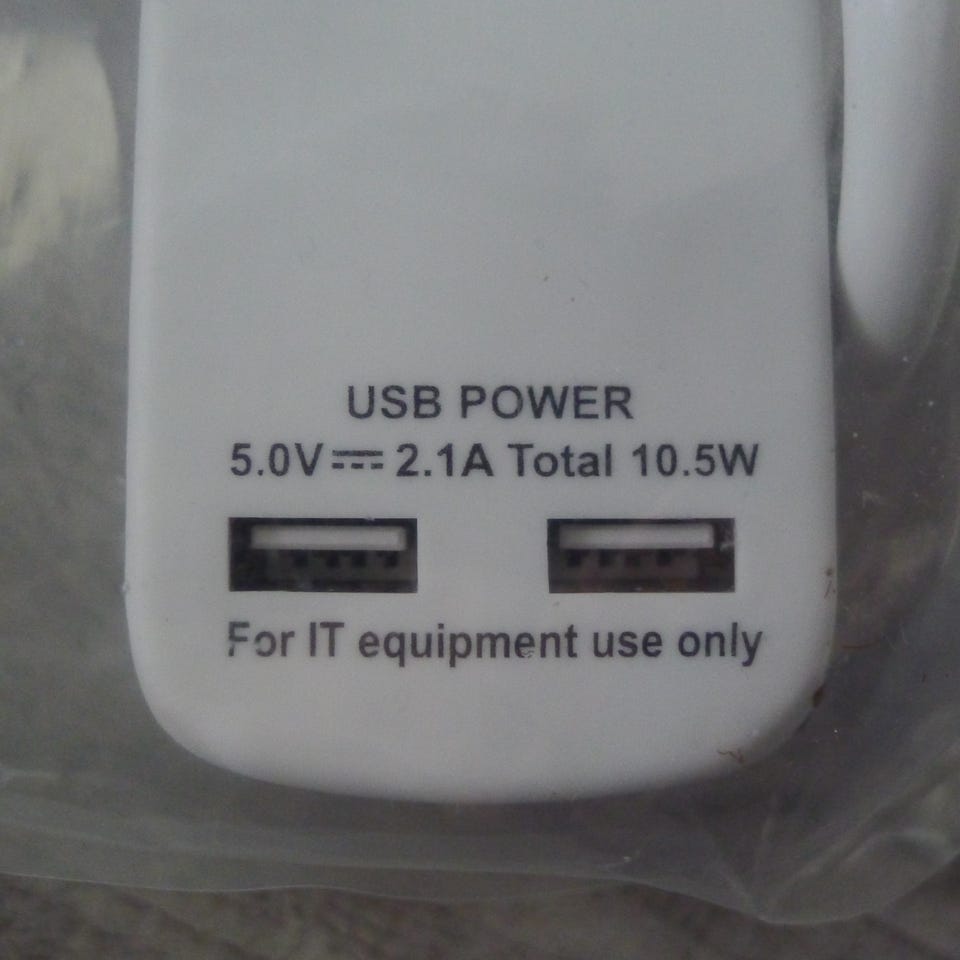 USB POWER
5.0V⎓2.1A Total 10.5W
For IT equipment use only